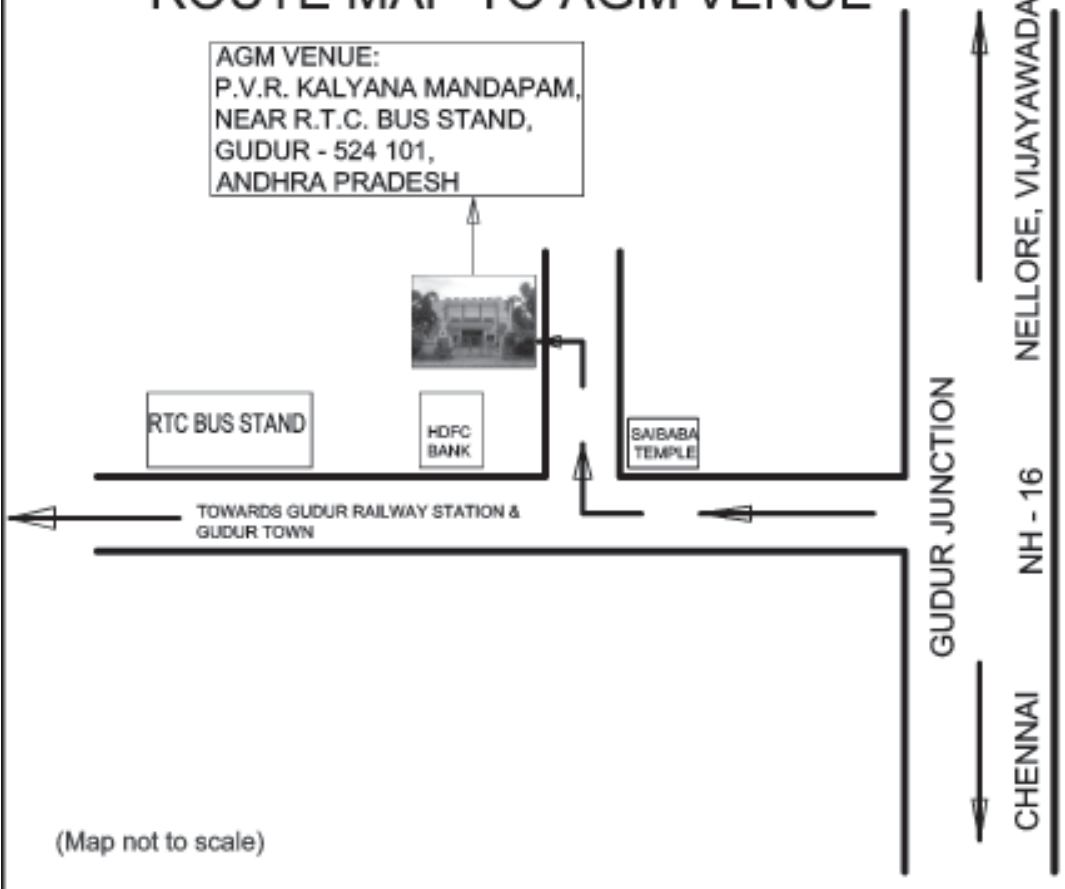 ROUTE MAP TO AGM VENUE
AGM VENUE:
P.V.R. KALYANA MANDAPAM,
NEAR R.T.C. BUS STAND,
GUDUR - 524 101,
ANDHRA PRADESH
RTC BUS STAND
HDFC
BANK
SAIBABA
TEMPLE
TOWARDS GUDUR RAILWAY STATION &
GUDUR TOWN
GUDUR JUNCTION
NELLORE, VIJAYAWADA
NH - 16
CHENNAI
(Map not to scale)